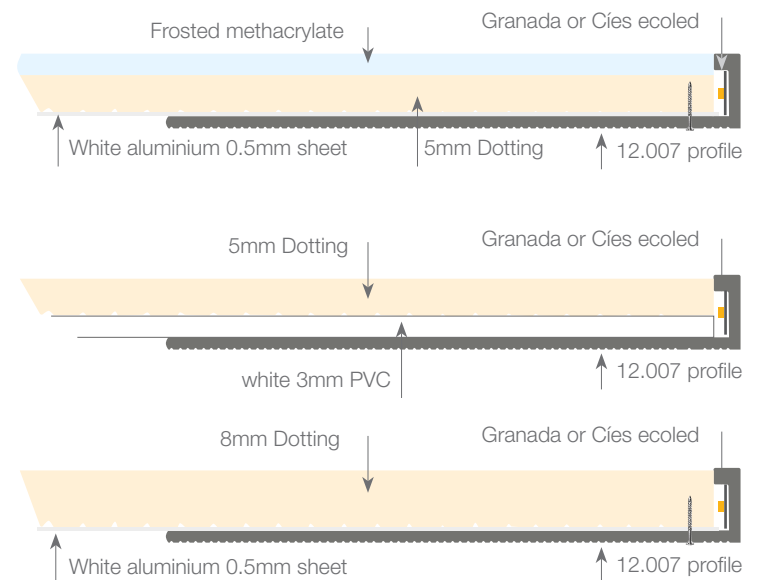 Granada or Cíes ecoled
Frosted methacrylate
White aluminium 0.5mm sheet
5mm Dotting
12.007 profile
Granada or Cíes ecoled
5mm Dotting
12.007 profile
white 3mm PVC
Granada or Cíes ecoled
8mm Dotting
White aluminium 0.5mm sheet
12.007 profile